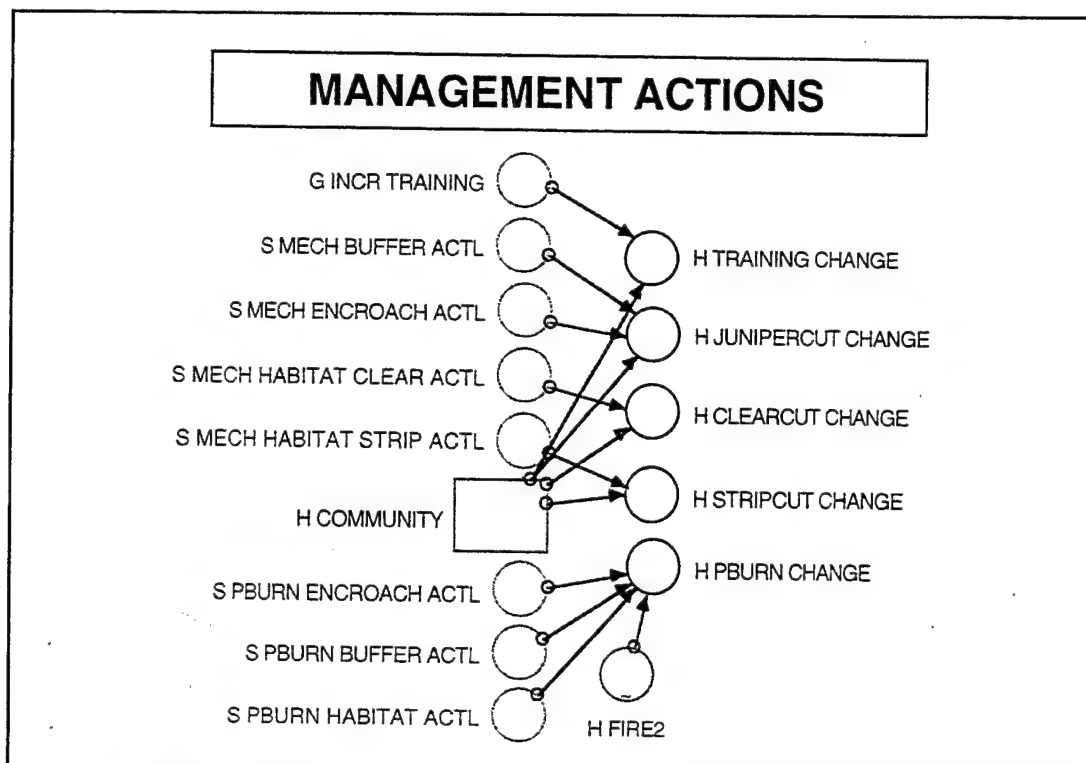 MANAGEMENT ACTIONS
G INCR TRAINING
S MECH BUFFER ACTL
H TRAINING CHANGE
S MECH ENCROACH ACTL
H JUNIPERCUT CHANGE
S MECH HABITAT CLEAR ACTL
H CLEARCUT CHANGE
S MECH HABITAT STRIP ACTL
H STRIPCUT CHANGE
H COMMUNITY
H PBURN CHANGE
S PBURN ENCROACH ACTL
S PBURN BUFFER ACTL
~
S PBURN HABITAT ACTL
H FIRE2